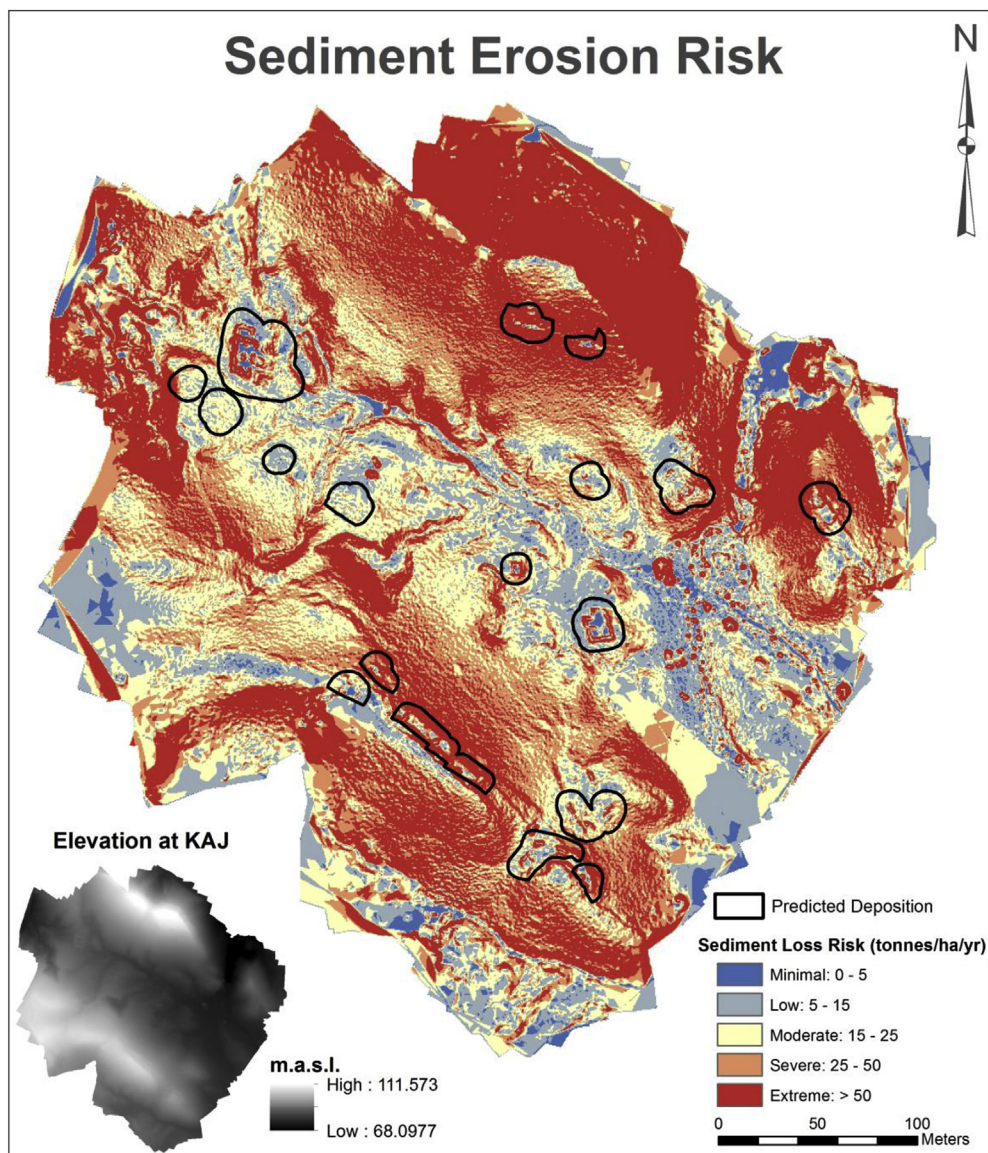 Sediment Erosion Risk
N
Elevation at KAJ
m.a.s.l.
High : 111.573
Low : 68.0977
Predicted Deposition
Sediment Loss Risk (tonnes/ha/yr)
Minimal: 0 - 5
Low: 5 - 15
Moderate: 15 - 25
Severe: 25 - 50
Extreme: > 50
0 50 100
Meters